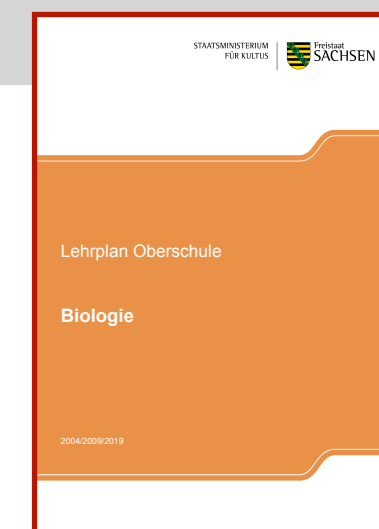 STAATSMINISTERIUM
FÜR KULTUS
Freistaat
SACHSEN
Lehrplan Oberschule
Biologie
2004/2009/2019